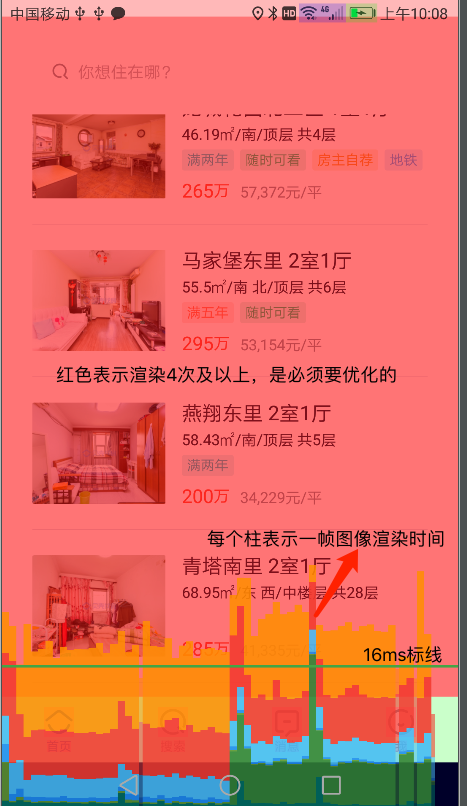 中国移动 HD 4G 上午10:08
你想住在哪?
46.19㎡/南/顶层 共4层
满两年 随时可看 房主自荐 地铁
265万 57,372元/平
马家堡东里 2室1厅
55.5㎡/南 北/顶层 共6层
满五年 随时可看
295万 53,154元/平
红色表示渲染4次及以上，是必须要优化的
燕翔东里 2室1厅
58.43㎡/南/顶层 共5层
满两年
200万 34,229元/平
每个柱表示一帧图像渲染时间
青塔南里 2室1厅
68.95㎡/东 西/中楼层 共28层
285万
16ms标线
首页